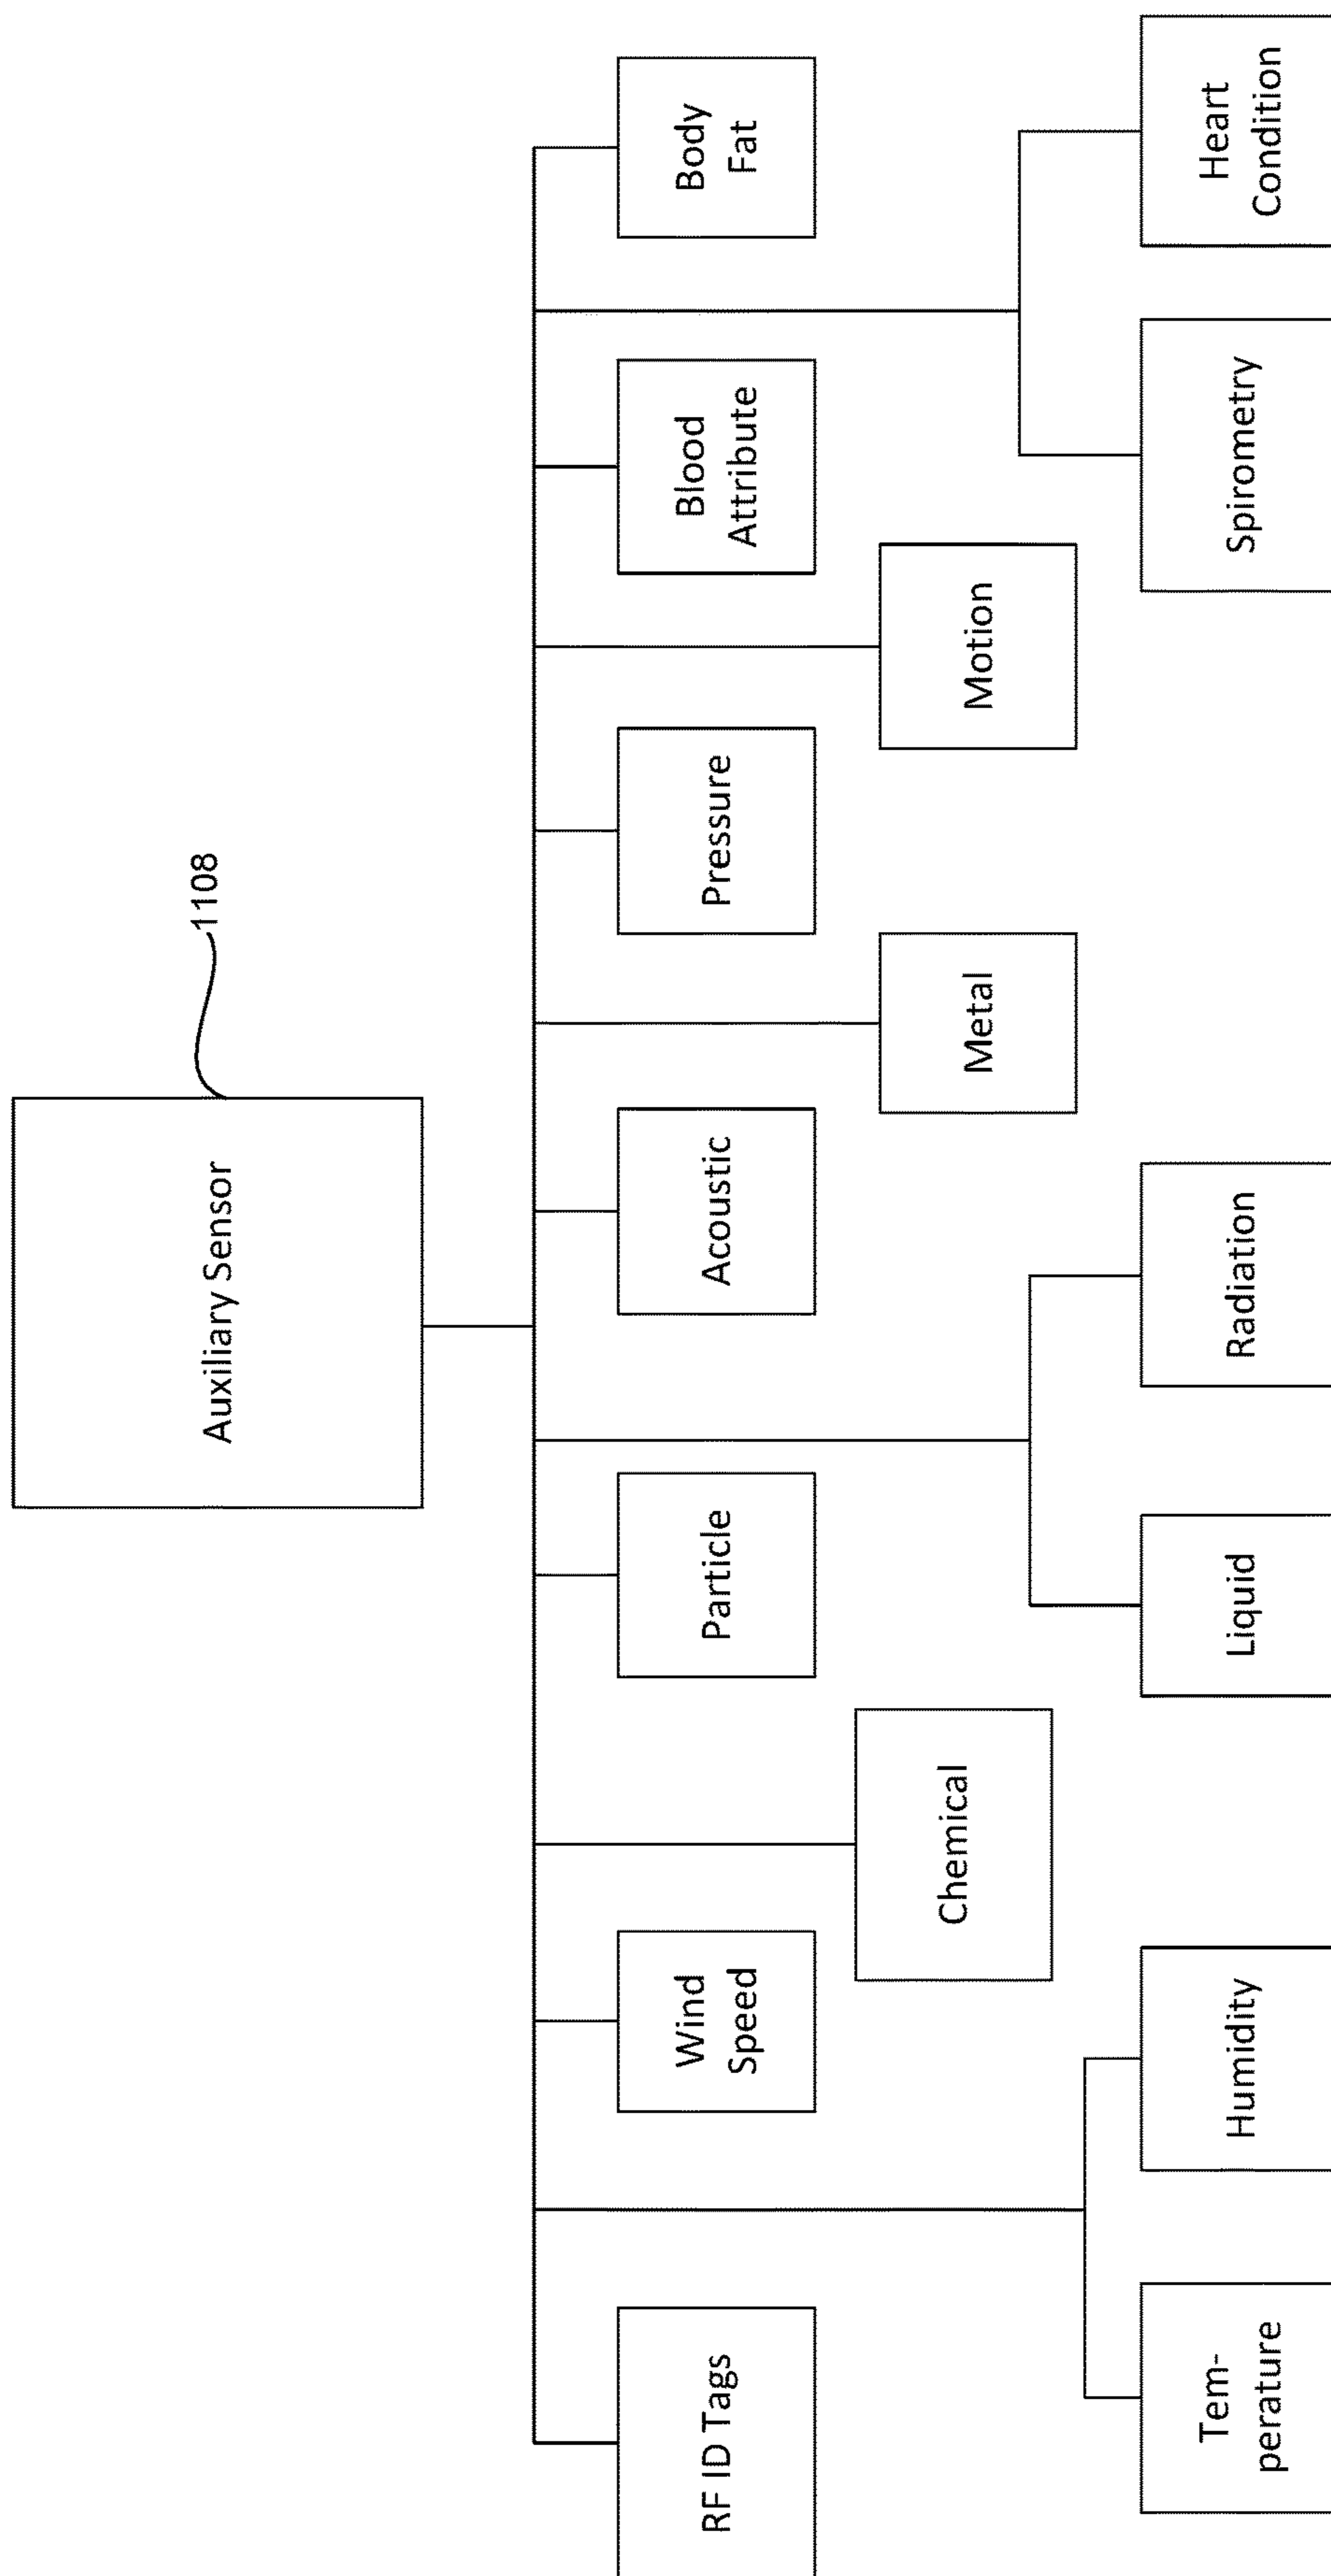 Auxiliary Sensor
1108
RF ID Tags
Wind
Speed
Particle
Acoustic
Pressure
Blood
Attribute
Body
Fat
Chemical
Metal
Motion
Tem-
perature
Humidity
Liquid
Radiation
Spirometry
Heart
Condition